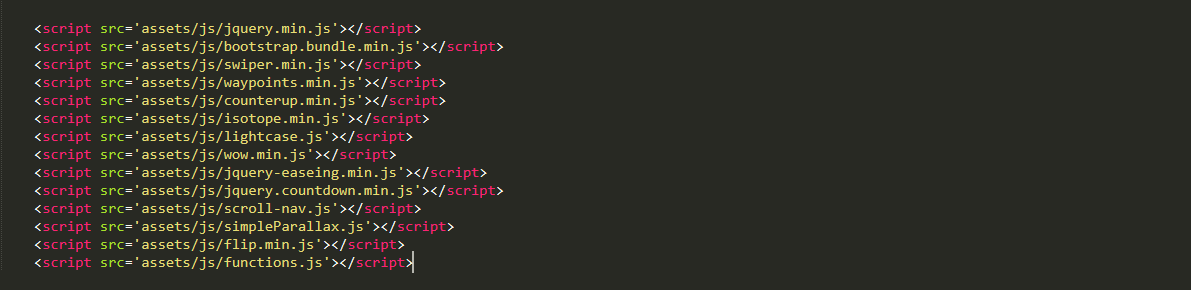 <script src='assets/js/jquery.min.js'></script>
<script src='assets/js/bootstrap.bundle.min.js'></script>
<script src='assets/js/swiper.min.js'></script>
<script src='assets/js/waypoints.min.js'></script>
<script src='assets/js/counterup.min.js'></script>
<script src='assets/js/isotope.min.js'></script>
<script src='assets/js/lightcase.js'></script>
<script src='assets/js/wow.min.js'></script>
<script src='assets/js/jquery-easeing.min.js'></script>
<script src='assets/js/jquery.countdown.min.js'></script>
<script src='assets/js/scroll-nav.js'></script>
<script src='assets/js/simpleParallax.js'></script>
<script src='assets/js/flip.min.js'></script>
<script src='assets/js/functions.js'></script>